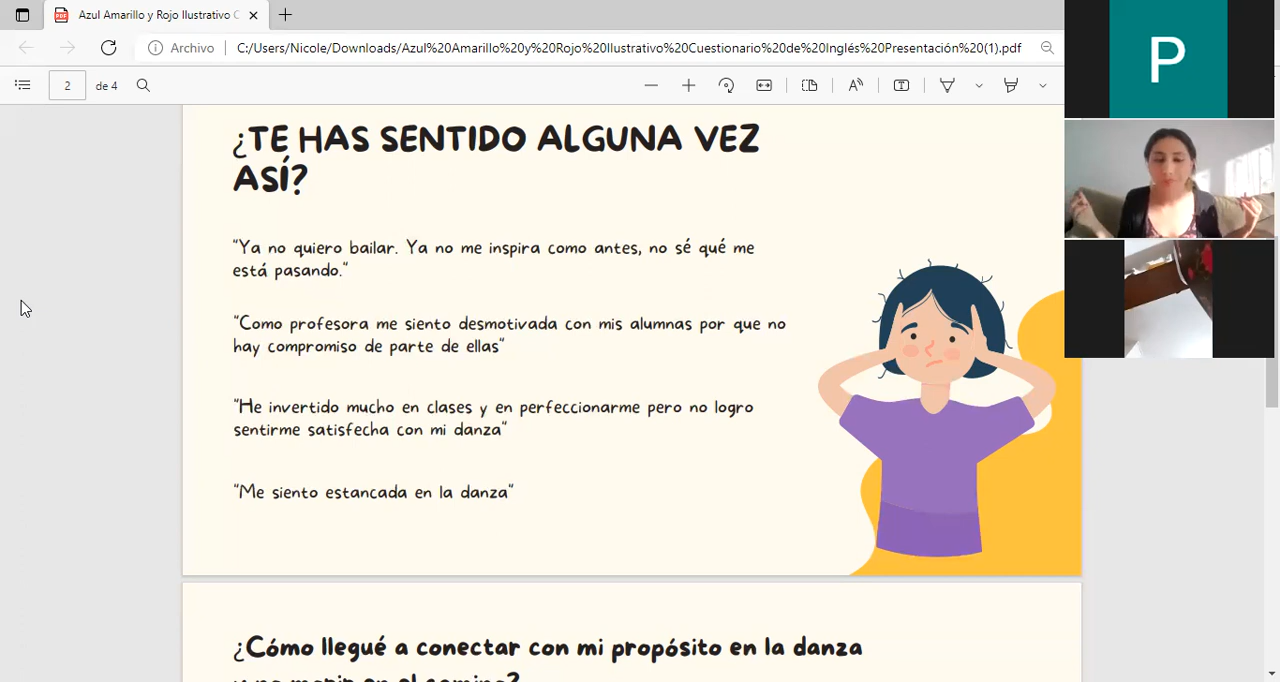 Azul Amarillo y Rojo Ilustrativo C
Archivo
C:/Users/Nicole/Downloads/Azul%20Amarillo%20y%20Rojo%20Ilustrativo%20Cuestionario%20de%20Inglés%20Presentación%20(1).pdf
2 de 4
P
¿TE HAS SENTIDO ALGUNA VEZ
ASÍ?
"Ya no quiero bailar. Ya no me inspira como antes, no sé qué me
está pasando."
"Como profesora me siento desmotivada con mis alumnas por que no
hay compromiso de parte de ellas"
"He invertido mucho en clases y en perfeccionarme pero no logro
sentirme satisfecha con mi danza"
"Me siento estancada en la danza"
¿Cómo llegué a conectar con mi propósito en la danza